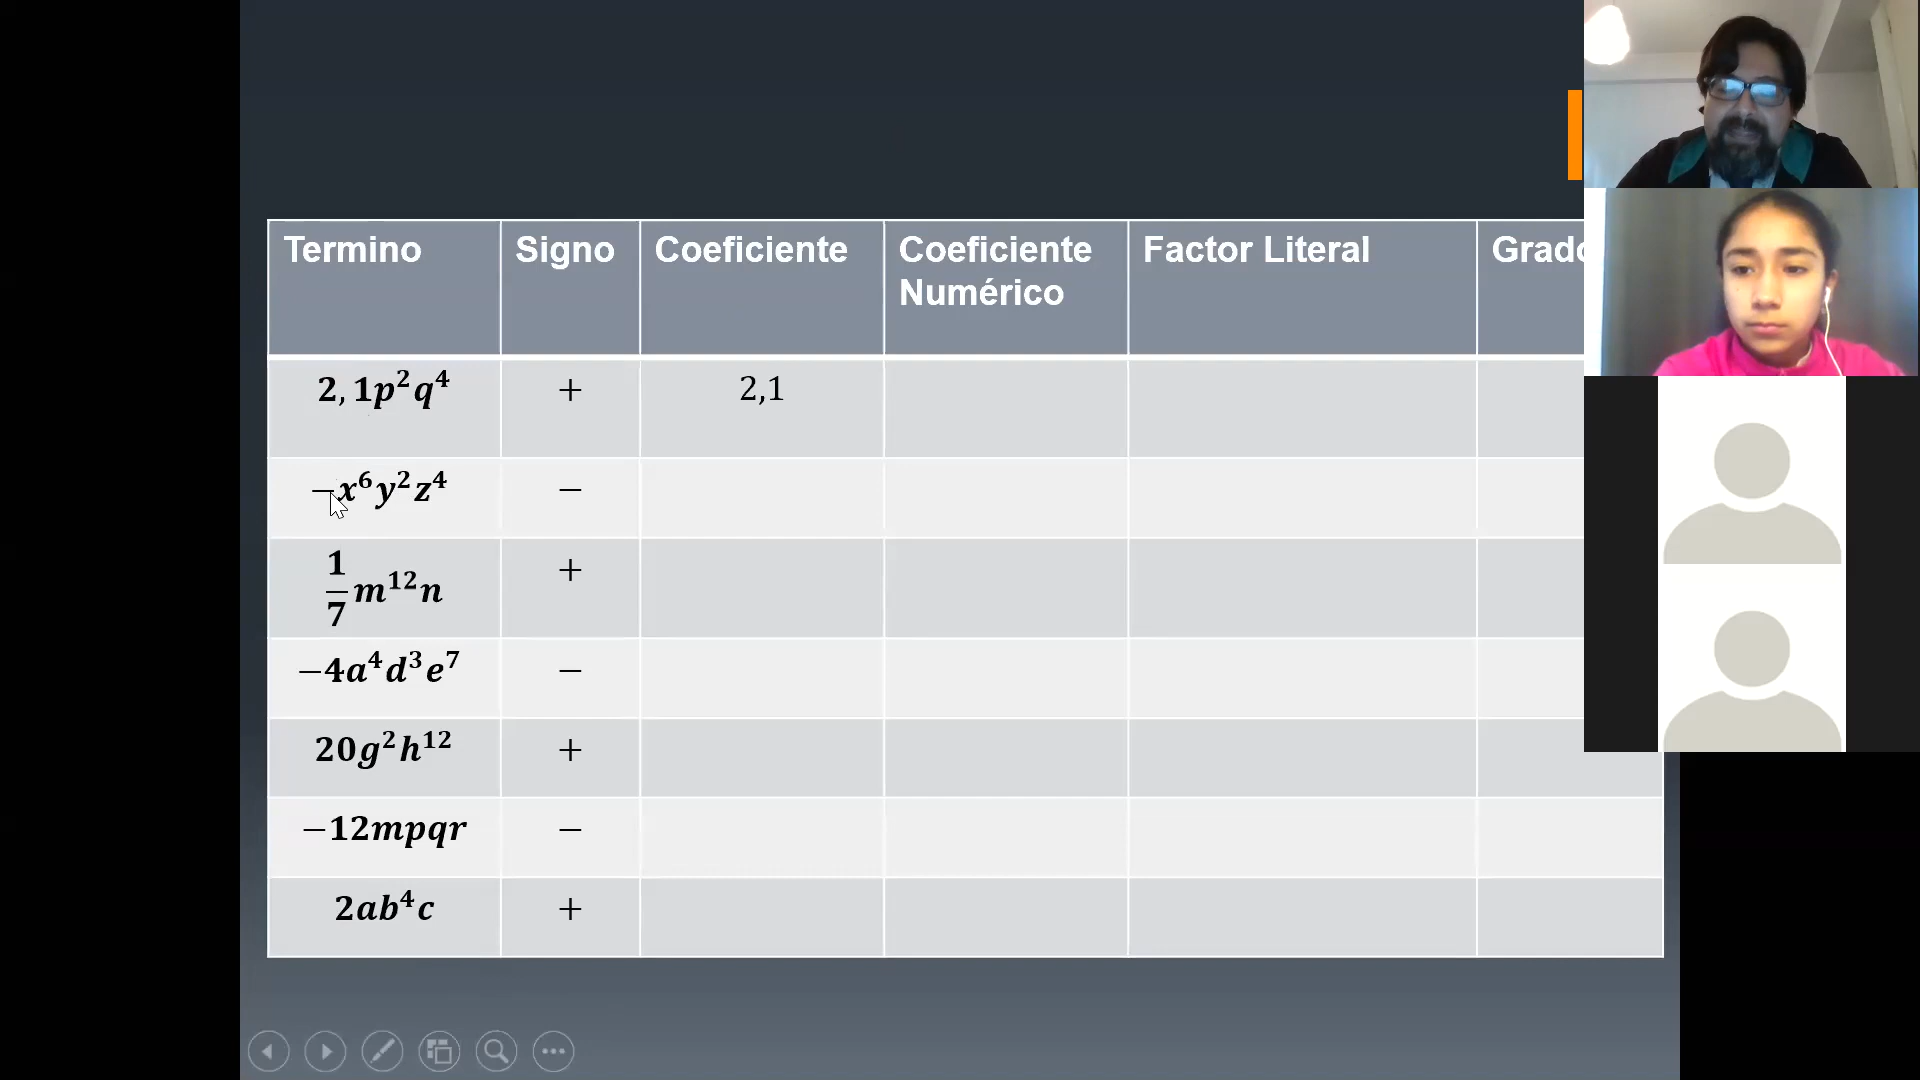 Termino Signo Coeficiente Coeficiente Numérico Factor Literal Grado
2,1p²q⁴ + 2,1
−x⁶y²z⁴ −
1/7 m¹²n +
−4a⁴d³e⁷ −
20g²h¹² +
−12mpqr −
2ab⁴c +